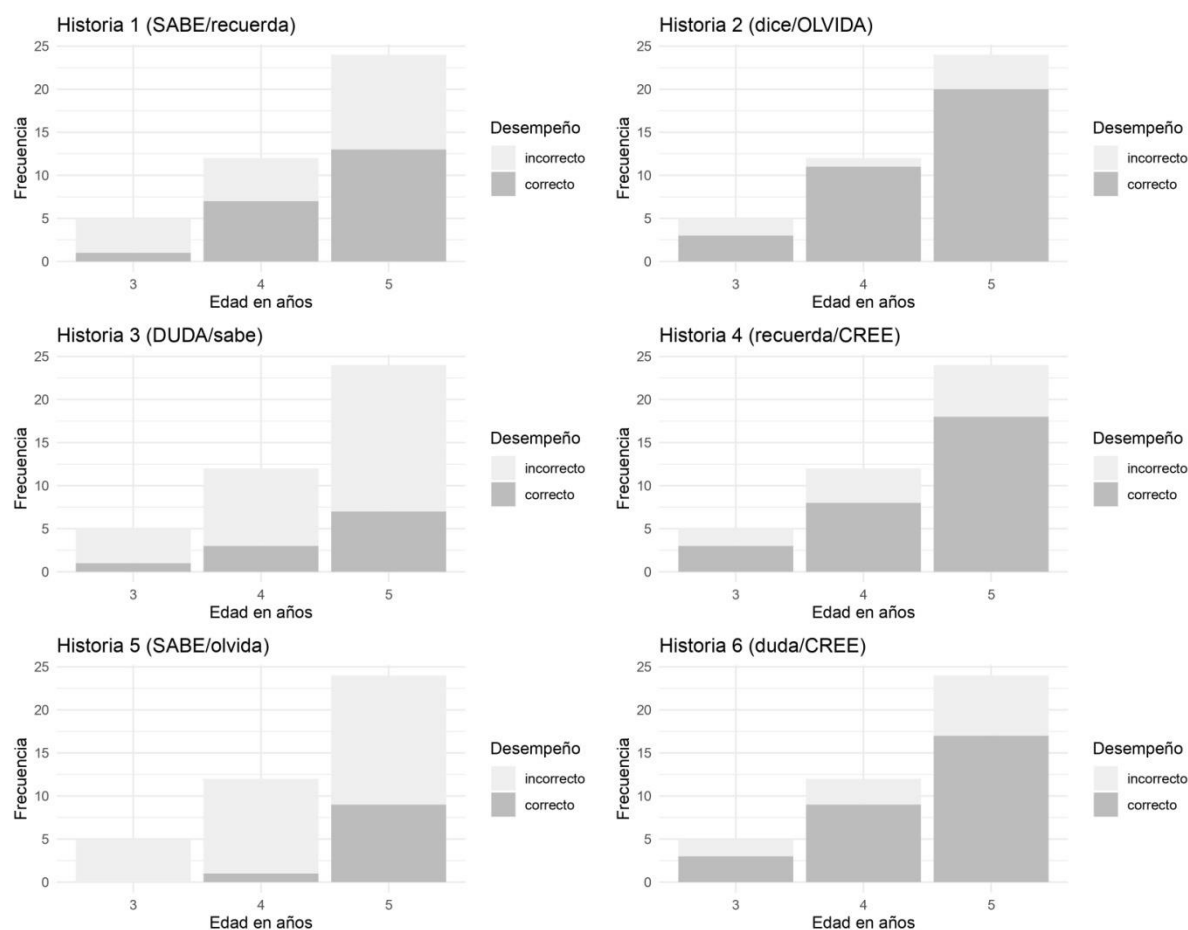 Historia 1 (SABE/recuerda)
25
20
15
10
5
0
Frecuencia
3
4
5
Edad en años
Desempeño
incorrecto
correcto
Historia 2 (dice/OLVIDA)
25
20
15
10
5
0
Frecuencia
3
4
5
Edad en años
Desempeño
incorrecto
correcto
Historia 3 (DUDA/sabe)
25
20
15
10
5
0
Frecuencia
3
4
5
Edad en años
Desempeño
incorrecto
correcto
Historia 4 (recuerda/CREE)
25
20
15
10
5
0
Frecuencia
3
4
5
Edad en años
Desempeño
incorrecto
correcto
Historia 5 (SABE/olvida)
25
20
15
10
5
0
Frecuencia
3
4
5
Edad en años
Desempeño
incorrecto
correcto
Historia 6 (duda/CREE)
25
20
15
10
5
0
Frecuencia
3
4
5
Edad en años
Desempeño
incorrecto
correcto